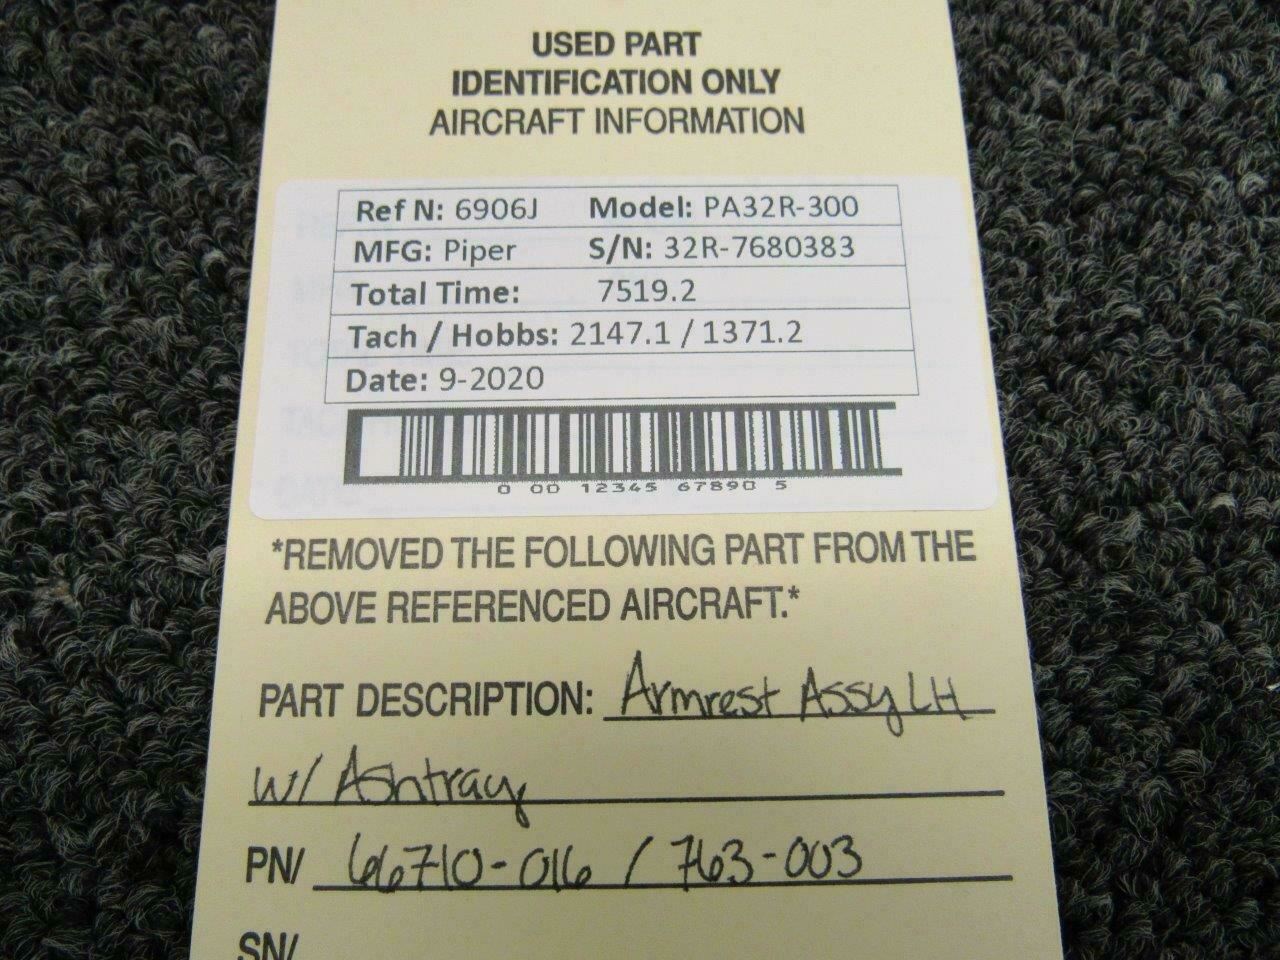 USED PART
IDENTIFICATION ONLY
AIRCRAFT INFORMATION
Ref N: 6906J Model: PA32R-300
MFG: Piper S/N: 32R-7680383
Total Time: 7519.2
Tach / Hobbs: 2147.1 / 1371.2
Date: 9-2020
0 00 12345 67890 5
*REMOVED THE FOLLOWING PART FROM THE
ABOVE REFERENCED AIRCRAFT.*
PART DESCRIPTION: Armrest Assy LH
w/ Ashtray
PN/ 66710-016 / 763-003
SN/